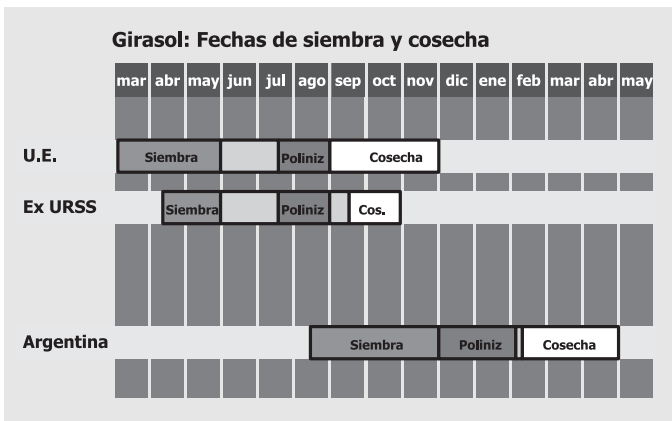 Girasol: Fechas de siembra y cosecha
mar abr may jun jul ago sep oct nov dic ene feb mar abr may
U.E. Siembra Poliniz Cosecha
Ex URSS Siembra Poliniz Cos.
Argentina Siembra Poliniz Cosecha